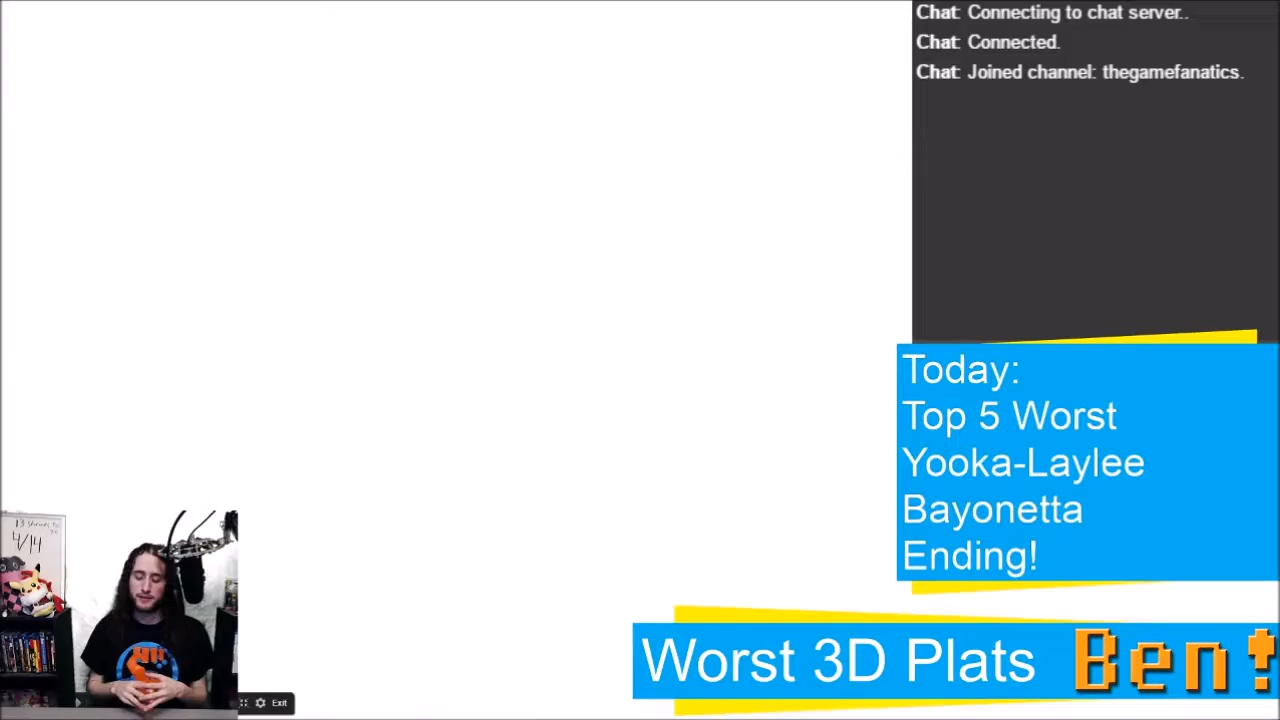 Chat: Connecting to chat server..
Chat: Connected.
Chat: Joined channel: thegamefanatics.
Today:
Top 5 Worst
Yooka-Laylee
Bayonetta
Ending!
4/14
Worst 3D Plats Ben!
Exit